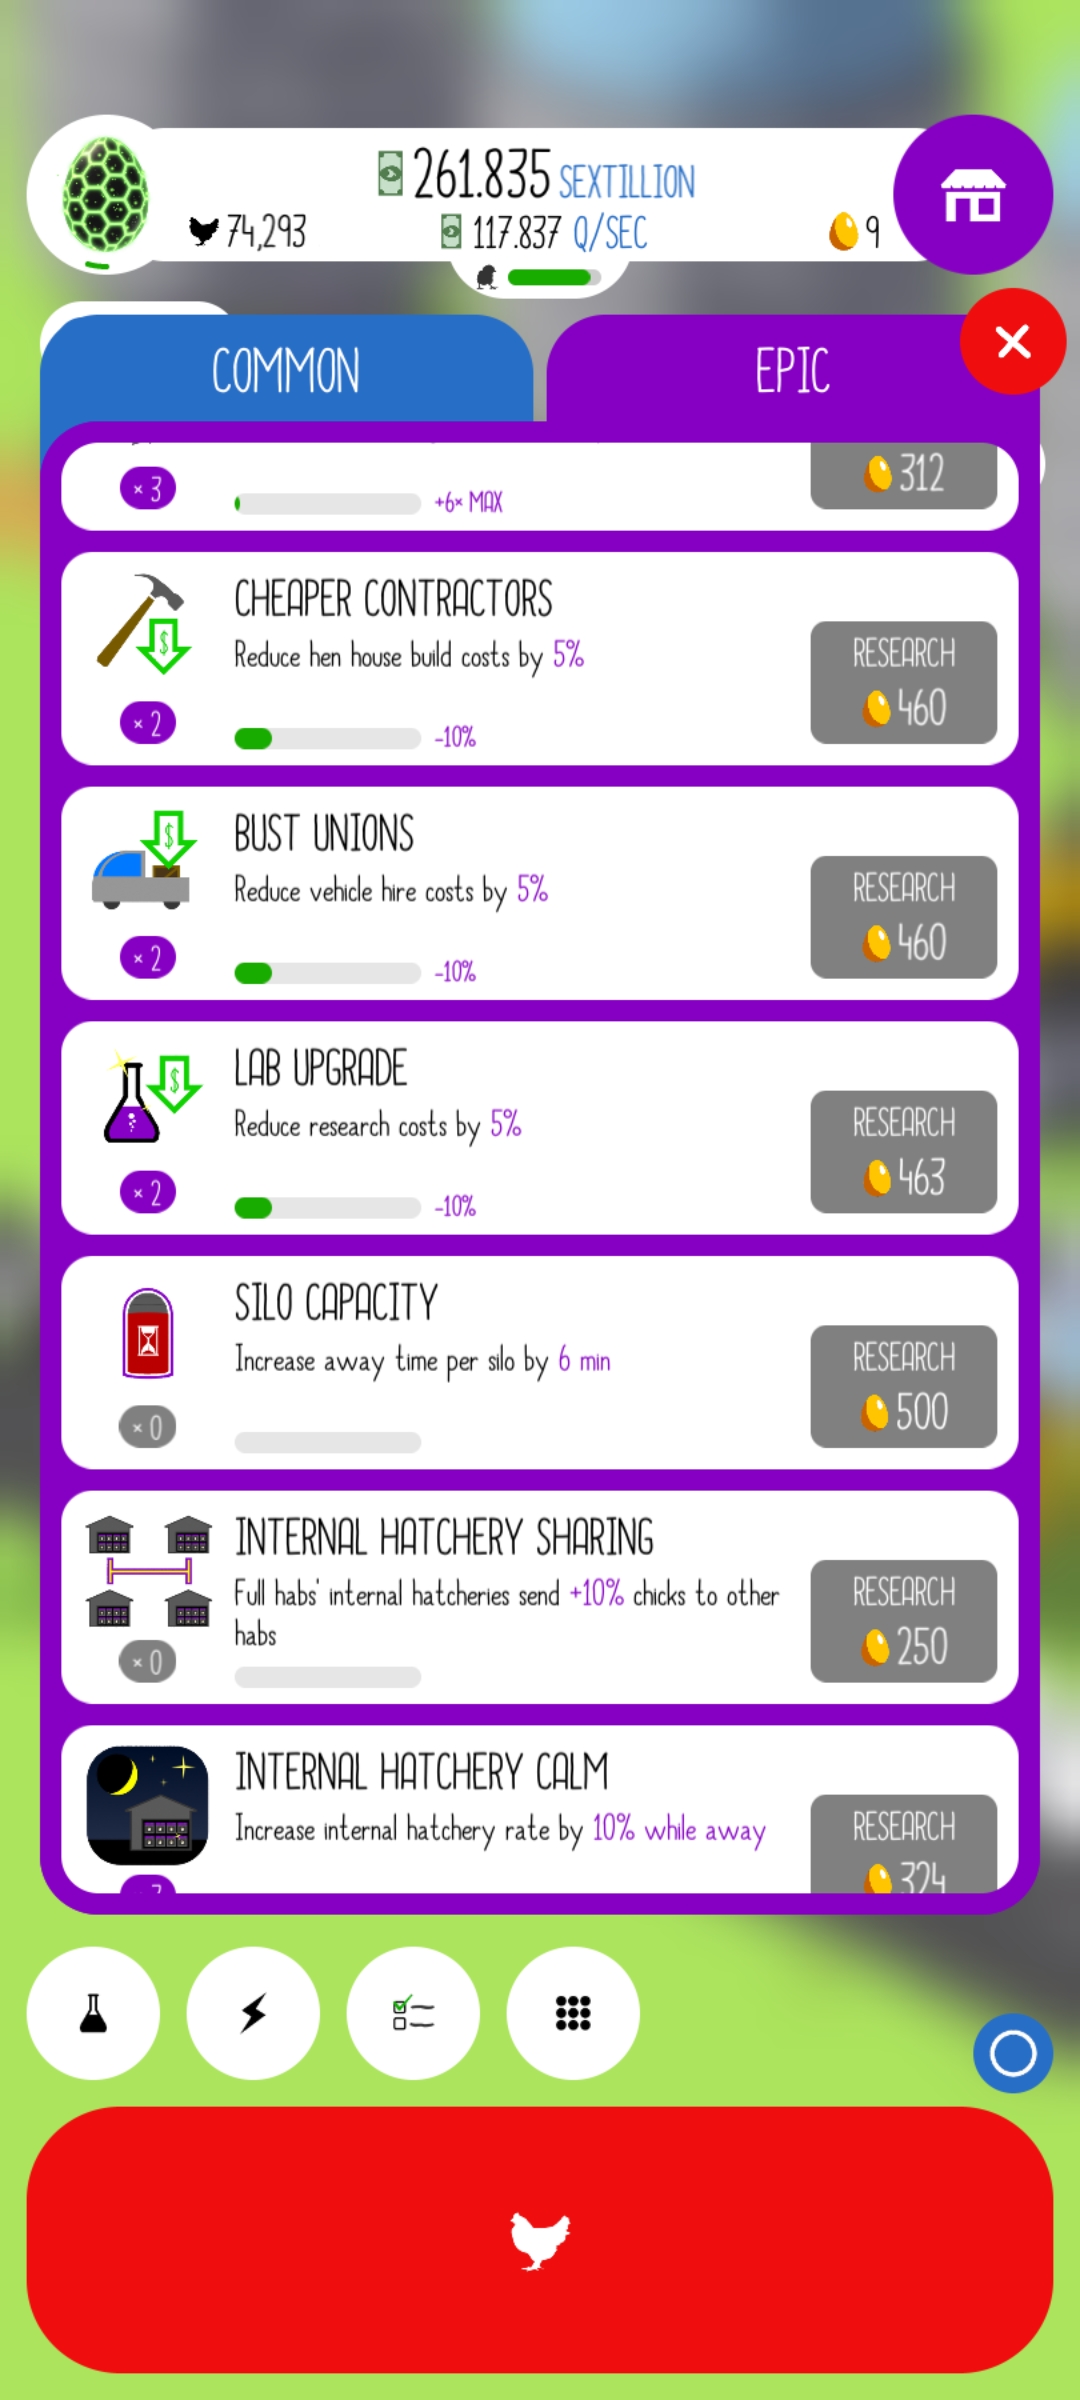 261.835 SEXTILLION
74,293
117.837 Q/SEC
9
COMMON
EPIC
312
× 3
+6× MAX
CHEAPER CONTRACTORS
Reduce hen house build costs by 5%
RESEARCH
460
× 2
-10%
BUST UNIONS
Reduce vehicle hire costs by 5%
RESEARCH
460
× 2
-10%
LAB UPGRADE
Reduce research costs by 5%
RESEARCH
463
× 2
-10%
SILO CAPACITY
Increase away time per silo by 6 min
RESEARCH
500
× 0
INTERNAL HATCHERY SHARING
Full habs' internal hatcheries send +10% chicks to other
habs
RESEARCH
250
× 0
INTERNAL HATCHERY CALM
Increase internal hatchery rate by 10% while away
RESEARCH
324